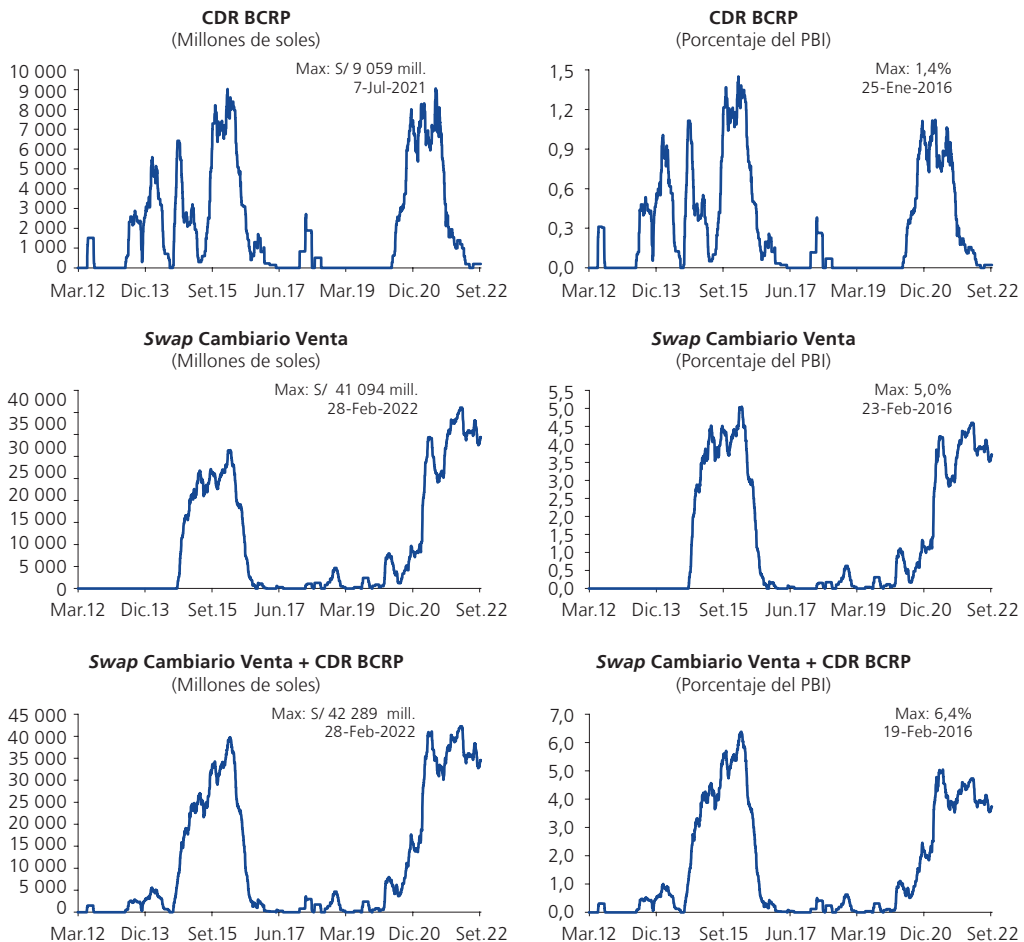 CDR BCRP
(Millones de soles)
Max: S/ 9 059 mill.
7-Jul-2021
10 000
9 000
8 000
7 000
6 000
5 000
4 000
3 000
2 000
1 000
0
Mar.12 Dic.13 Set.15 Jun.17 Mar.19 Dic.20 Set.22
CDR BCRP
(Porcentaje del PBI)
Max: 1,4%
25-Ene-2016
1,5
1,2
0,9
0,6
0,3
0,0
Mar.12 Dic.13 Set.15 Jun.17 Mar.19 Dic.20 Set.22
Swap Cambiario Venta
(Millones de soles)
Max: S/ 41 094 mill.
28-Feb-2022
40 000
35 000
30 000
25 000
20 000
15 000
10 000
5 000
0
Mar.12 Dic.13 Set.15 Jun.17 Mar.19 Dic.20 Set.22
Swap Cambiario Venta
(Porcentaje del PBI)
Max: 5,0%
23-Feb-2016
5,5
5,0
4,5
4,0
3,5
3,0
2,5
2,0
1,5
1,0
0,5
0,0
Mar.12 Dic.13 Set.15 Jun.17 Mar.19 Dic.20 Set.22
Swap Cambiario Venta + CDR BCRP
(Millones de soles)
Max: S/ 42 289 mill.
28-Feb-2022
45 000
40 000
35 000
30 000
25 000
20 000
15 000
10 000
5 000
0
Mar.12 Dic.13 Set.15 Jun.17 Mar.19 Dic.20 Set.22
Swap Cambiario Venta + CDR BCRP
(Porcentaje del PBI)
Max: 6,4%
19-Feb-2016
7,0
6,0
5,0
4,0
3,0
2,0
1,0
0,0
Mar.12 Dic.13 Set.15 Jun.17 Mar.19 Dic.20 Set.22